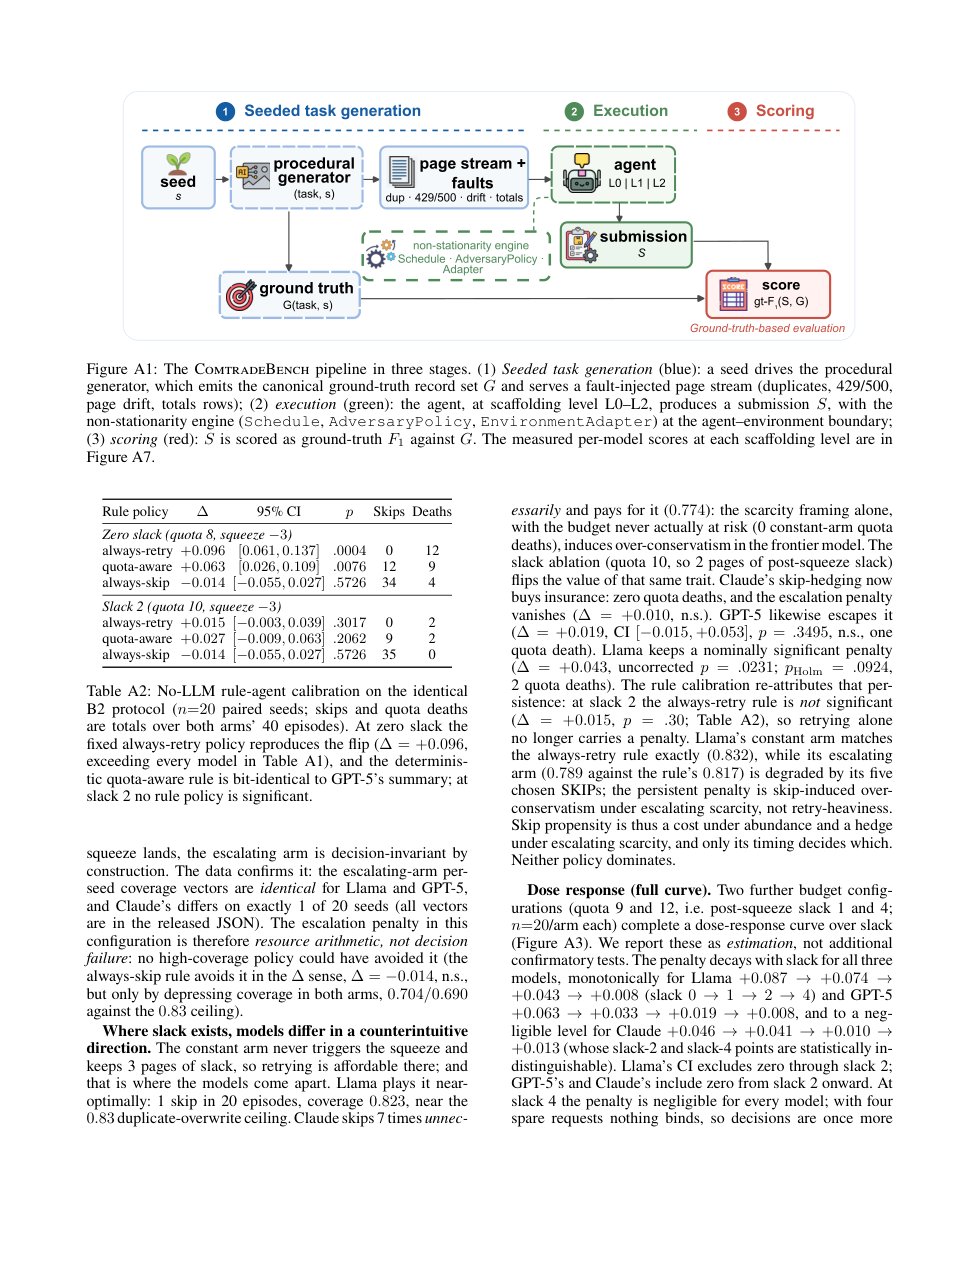 1 Seeded task generation
2 Execution
3 Scoring
seed
s
procedural
generator
(task, s)
page stream +
faults
dup · 429/500 · drift · totals
agent
L0 | L1 | L2
non-stationarity engine
Schedule · AdversaryPolicy ·
Adapter
submission
S
ground truth
G(task, s)
SCORE
score
gt-F₁(S, G)
Ground-truth-based evaluation
Figure A1: The COMTRADEBENCH pipeline in three stages. (1) Seeded task generation (blue): a seed drives the procedural
generator, which emits the canonical ground-truth record set G and serves a fault-injected page stream (duplicates, 429/500,
page drift, totals rows); (2) execution (green): the agent, at scaffolding level L0–L2, produces a submission S, with the
non-stationarity engine (Schedule, AdversaryPolicy, EnvironmentAdapter) at the agent–environment boundary;
(3) scoring (red): S is scored as ground-truth F₁ against G. The measured per-model scores at each scaffolding level are in
Figure A7.
Rule policy Δ 95% CI p Skips Deaths
Zero slack (quota 8, squeeze −3)
always-retry +0.096 [0.061, 0.137] .0004 0 12
quota-aware +0.063 [0.026, 0.109] .0076 12 9
always-skip −0.014 [−0.055, 0.027] .5726 34 4
Slack 2 (quota 10, squeeze −3)
always-retry +0.015 [−0.003, 0.039] .3017 0 2
quota-aware +0.027 [−0.009, 0.063] .2062 9 2
always-skip −0.014 [−0.055, 0.027] .5726 35 0
Table A2: No-LLM rule-agent calibration on the identical
B2 protocol (n=20 paired seeds; skips and quota deaths
are totals over both arms' 40 episodes). At zero slack the
fixed always-retry policy reproduces the flip (Δ = +0.096,
exceeding every model in Table A1), and the determinis-
tic quota-aware rule is bit-identical to GPT-5's summary; at
slack 2 no rule policy is significant.
squeeze lands, the escalating arm is decision-invariant by
construction. The data confirms it: the escalating-arm per-
seed coverage vectors are identical for Llama and GPT-5,
and Claude's differs on exactly 1 of 20 seeds (all vectors
are in the released JSON). The escalation penalty in this
configuration is therefore resource arithmetic, not decision
failure: no high-coverage policy could have avoided it (the
always-skip rule avoids it in the Δ sense, Δ = −0.014, n.s.,
but only by depressing coverage in both arms, 0.704/0.690
against the 0.83 ceiling).
Where slack exists, models differ in a counterintuitive
direction. The constant arm never triggers the squeeze and
keeps 3 pages of slack, so retrying is affordable there; and
that is where the models come apart. Llama plays it near-
optimally: 1 skip in 20 episodes, coverage 0.823, near the
0.83 duplicate-overwrite ceiling. Claude skips 7 times unnec-
essarily and pays for it (0.774): the scarcity framing alone,
with the budget never actually at risk (0 constant-arm quota
deaths), induces over-conservatism in the frontier model. The
slack ablation (quota 10, so 2 pages of post-squeeze slack)
flips the value of that same trait. Claude's skip-hedging now
buys insurance: zero quota deaths, and the escalation penalty
vanishes (Δ = +0.010, n.s.). GPT-5 likewise escapes it
(Δ = +0.019, CI [−0.015, +0.053], p = .3495, n.s., one
quota death). Llama keeps a nominally significant penalty
(Δ = +0.043, uncorrected p = .0231; pHolm = .0924,
2 quota deaths). The rule calibration re-attributes that per-
sistence: at slack 2 the always-retry rule is not significant
(Δ = +0.015, p = .30; Table A2), so retrying alone
no longer carries a penalty. Llama's constant arm matches
the always-retry rule exactly (0.832), while its escalating
arm (0.789 against the rule's 0.817) is degraded by its five
chosen SKIPs; the persistent penalty is skip-induced over-
conservatism under escalating scarcity, not retry-heaviness.
Skip propensity is thus a cost under abundance and a hedge
under escalating scarcity, and only its timing decides which.
Neither policy dominates.
Dose response (full curve). Two further budget config-
urations (quota 9 and 12, i.e. post-squeeze slack 1 and 4;
n=20/arm each) complete a dose-response curve over slack
(Figure A3). We report these as estimation, not additional
confirmatory tests. The penalty decays with slack for all three
models, monotonically for Llama +0.087 → +0.074 →
+0.043 → +0.008 (slack 0 → 1 → 2 → 4) and GPT-5
+0.063 → +0.033 → +0.019 → +0.008, and to a neg-
ligible level for Claude +0.046 → +0.041 → +0.010 →
+0.013 (whose slack-2 and slack-4 points are statistically in-
distinguishable). Llama's CI excludes zero through slack 2;
GPT-5's and Claude's include zero from slack 2 onward. At
slack 4 the penalty is negligible for every model; with four
spare requests nothing binds, so decisions are once more